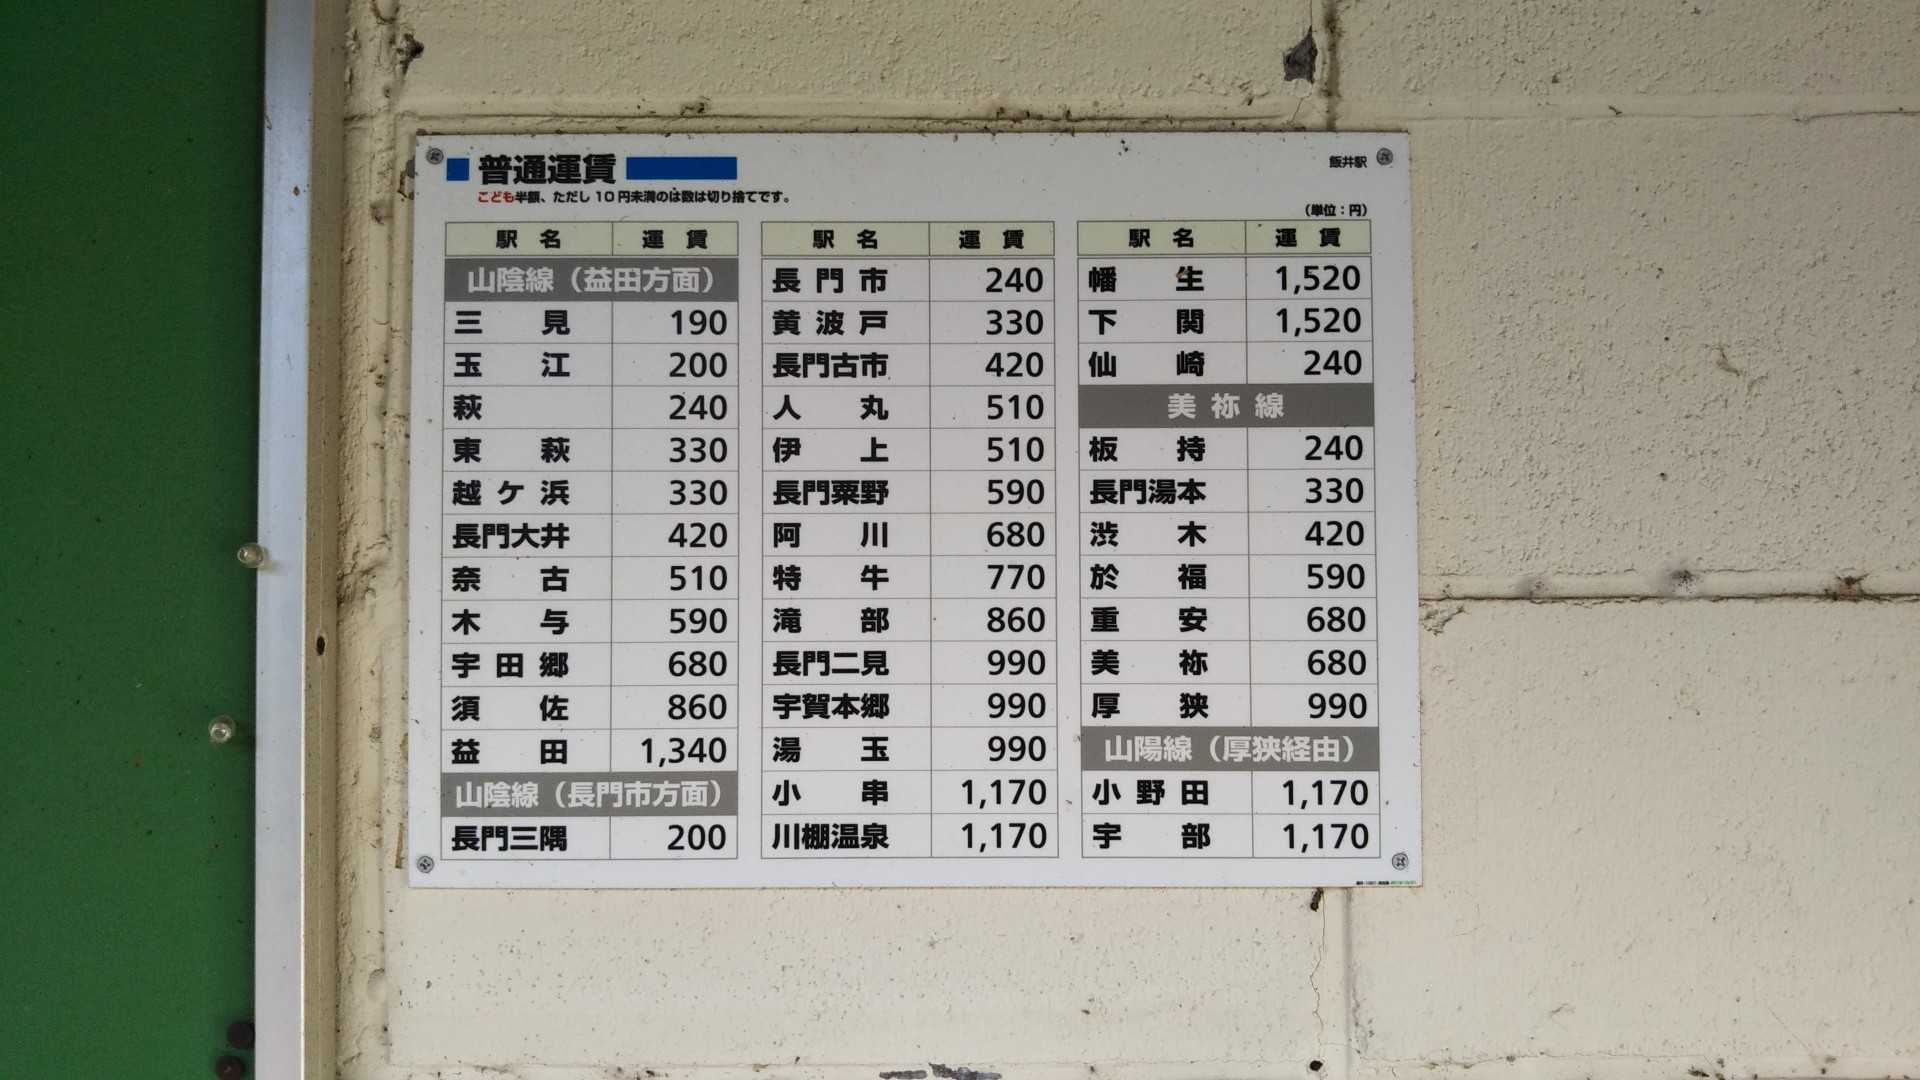 普通運賃
飯井駅
こども半額、ただし 10 円未満のは数は切り捨てです。
（単位：円）
駅 名 運 賃
山陰線（益田方面）
三見 190
玉江 200
萩 240
東萩 330
越ケ浜 330
長門大井 420
奈古 510
木与 590
宇田郷 680
須佐 860
益田 1,340
山陰線（長門市方面）
長門三隅 200
駅 名 運 賃
長門市 240
黄波戸 330
長門古市 420
人丸 510
伊上 510
長門粟野 590
阿川 680
特牛 770
滝部 860
長門二見 990
宇賀本郷 990
湯玉 990
小串 1,170
川棚温泉 1,170
駅 名 運 賃
幡生 1,520
下関 1,520
仙崎 240
美祢線
板持 240
長門湯本 330
渋木 420
於福 590
重安 680
美祢 680
厚狭 990
山陽線（厚狭経由）
小野田 1,170
宇部 1,170